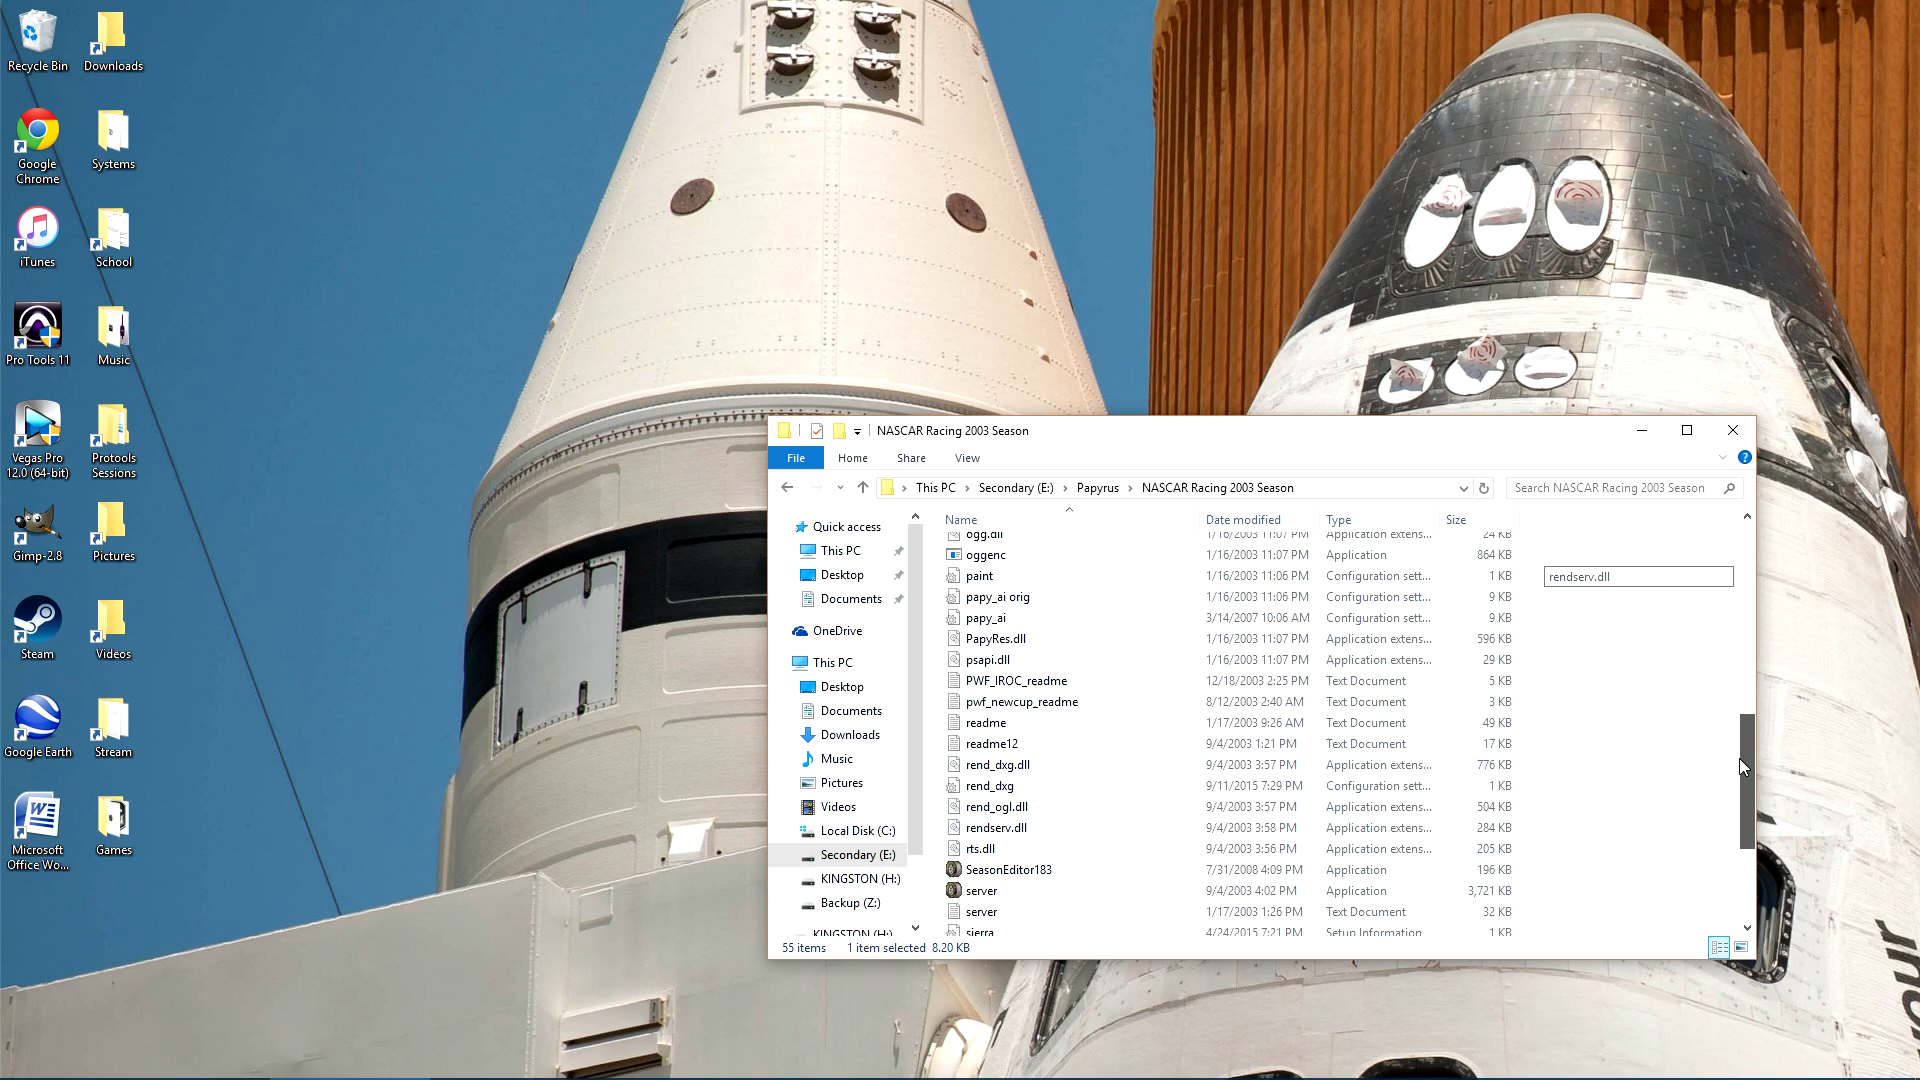 Recycle Bin
Downloads
Google
Chrome
Systems
iTunes
School
Pro Tools 11
Music
Vegas Pro
12.0 (64-bit)
Protools
Sessions
Gimp-2.8
Pictures
Steam
Videos
Google Earth
Stream
Microsoft
Office Wo...
Games
NASCAR Racing 2003 Season
File Home Share View
This PC Secondary (E:) Papyrus NASCAR Racing 2003 Season
Search NASCAR Racing 2003 Season
Quick access
This PC
Desktop
Documents
OneDrive
This PC
Desktop
Documents
Downloads
Music
Pictures
Videos
Local Disk (C:)
Secondary (E:)
KINGSTON (H:)
Backup (Z:)
KINGSTON (H:)
Name Date modified Type Size
ogg.dll 1/16/2003 11:07 PM Application extens... 24 KB
oggenc 1/16/2003 11:07 PM Application 864 KB
paint 1/16/2003 11:06 PM Configuration sett... 1 KB
papy_ai orig 1/16/2003 11:06 PM Configuration sett... 9 KB
papy_ai 3/14/2007 10:06 AM Configuration sett... 9 KB
PapyRes.dll 1/16/2003 11:07 PM Application extens... 596 KB
psapi.dll 1/16/2003 11:07 PM Application extens... 29 KB
PWF_IROC_readme 12/18/2003 2:25 PM Text Document 5 KB
pwf_newcup_readme 8/12/2003 2:40 AM Text Document 3 KB
readme 1/17/2003 9:26 AM Text Document 49 KB
readme12 9/4/2003 1:21 PM Text Document 17 KB
rend_dxg.dll 9/4/2003 3:57 PM Application extens... 776 KB
rend_dxg 9/11/2015 7:29 PM Configuration sett... 1 KB
rend_ogl.dll 9/4/2003 3:57 PM Application extens... 504 KB
rendserv.dll 9/4/2003 3:58 PM Application extens... 284 KB
rts.dll 9/4/2003 3:56 PM Application extens... 205 KB
SeasonEditor183 7/31/2008 4:09 PM Application 196 KB
server 9/4/2003 4:02 PM Application 3,721 KB
server 1/17/2003 1:26 PM Text Document 32 KB
sierra 4/24/2015 7:21 PM Setup Information 1 KB
rendserv.dll
55 items 1 item selected 8.20 KB